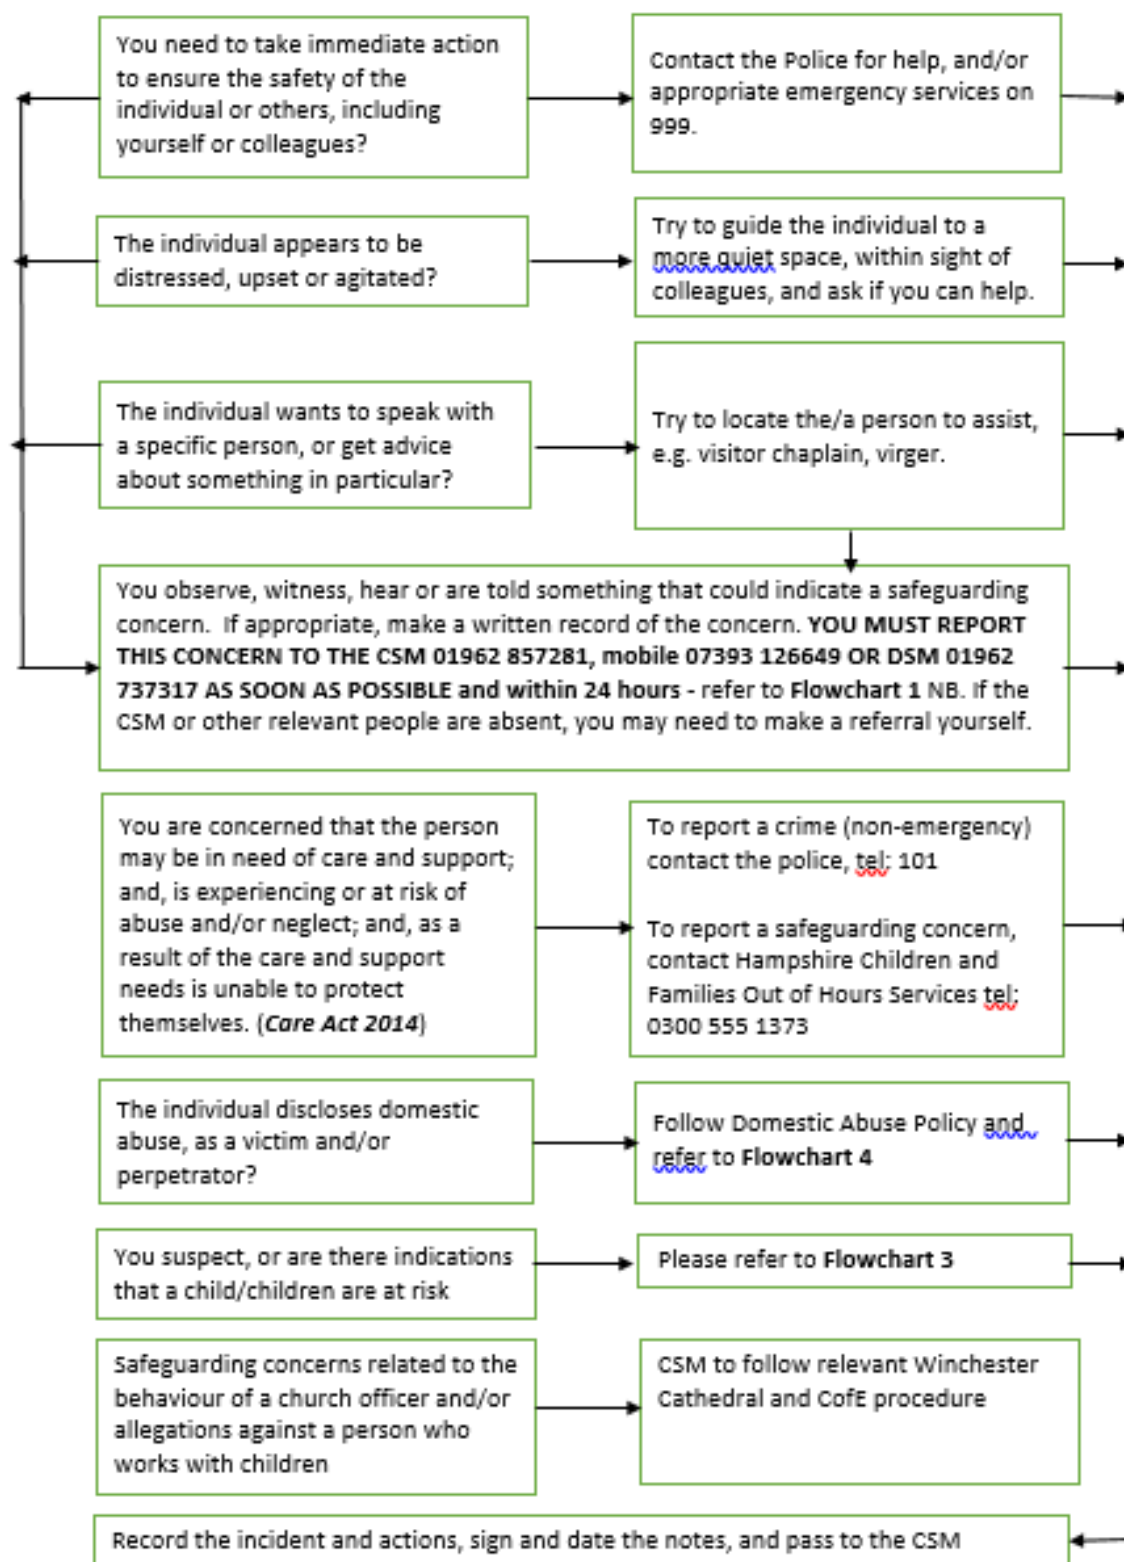 You need to take immediate action
to ensure the safety of the
individual or others, including
yourself or colleagues?
Contact the Police for help, and/or
appropriate emergency services on
999.
The individual appears to be
distressed, upset or agitated?
Try to guide the individual to a
more quiet space, within sight of
colleagues, and ask if you can help.
The individual wants to speak with
a specific person, or get advice
about something in particular?
Try to locate the/a person to assist,
e.g. visitor chaplain, virger.
You observe, witness, hear or are told something that could indicate a safeguarding
concern.  If appropriate, make a written record of the concern. YOU MUST REPORT
THIS CONCERN TO THE CSM 01962 857281, mobile 07393 126649 OR DSM 01962
737317 AS SOON AS POSSIBLE and within 24 hours - refer to Flowchart 1 NB. If the
CSM or other relevant people are absent, you may need to make a referral yourself.
You are concerned that the person
may be in need of care and support;
and, is experiencing or at risk of
abuse and/or neglect; and, as a
result of the care and support
needs is unable to protect
themselves. (Care Act 2014)
To report a crime (non-emergency)
contact the police, tel: 101
To report a safeguarding concern,
contact Hampshire Children and
Families Out of Hours Services tel:
0300 555 1373
The individual discloses domestic
abuse, as a victim and/or
perpetrator?
Follow Domestic Abuse Policy and
refer to Flowchart 4
You suspect, or are there indications
that a child/children are at risk
Please refer to Flowchart 3
Safeguarding concerns related to the
behaviour of a church officer and/or
allegations against a person who
works with children
CSM to follow relevant Winchester
Cathedral and CofE procedure
Record the incident and actions, sign and date the notes, and pass to the CSM